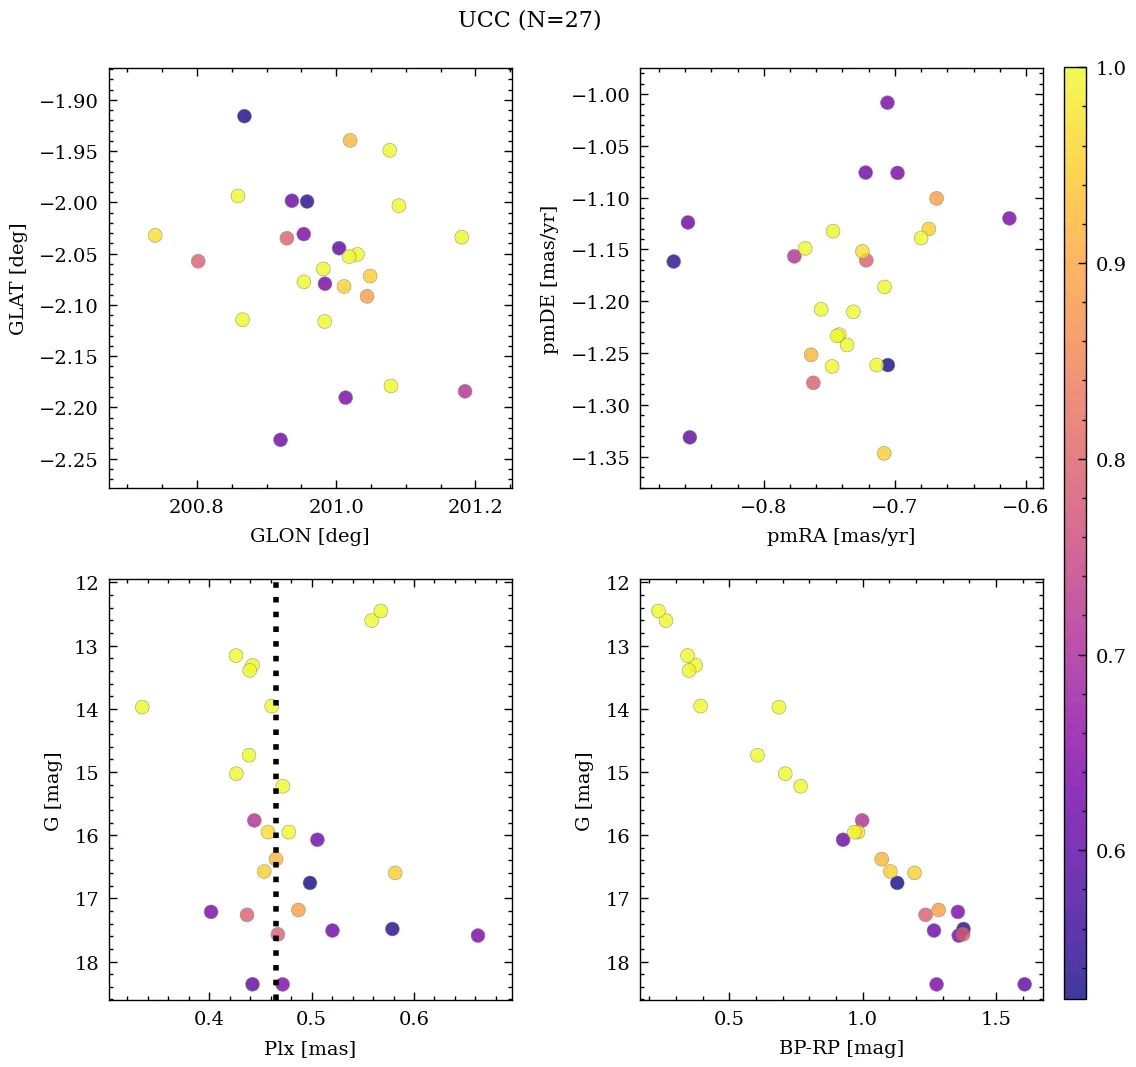 UCC (N=27)
−1.90
−1.95
−2.00
−2.05
−2.10
−2.15
−2.20
−2.25
GLAT [deg]
200.8 201.0 201.2
GLON [deg]
−1.00
−1.05
−1.10
−1.15
−1.20
−1.25
−1.30
−1.35
pmDE [mas/yr]
−0.8 −0.7 −0.6
pmRA [mas/yr]
1.0
0.9
0.8
0.7
0.6
12
13
14
15
16
17
18
G [mag]
0.4 0.5 0.6
Plx [mas]
12
13
14
15
16
17
18
G [mag]
0.5 1.0 1.5
BP-RP [mag]